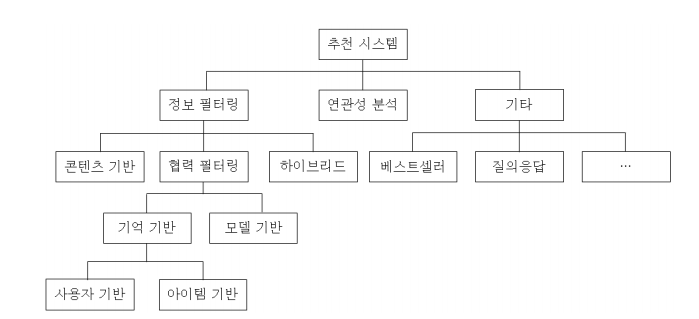 추천 시스템
정보 필터링
연관성 분석
기타
콘텐츠 기반
협력 필터링
하이브리드
베스트셀러
질의응답
…
기억 기반
모델 기반
사용자 기반
아이템 기반